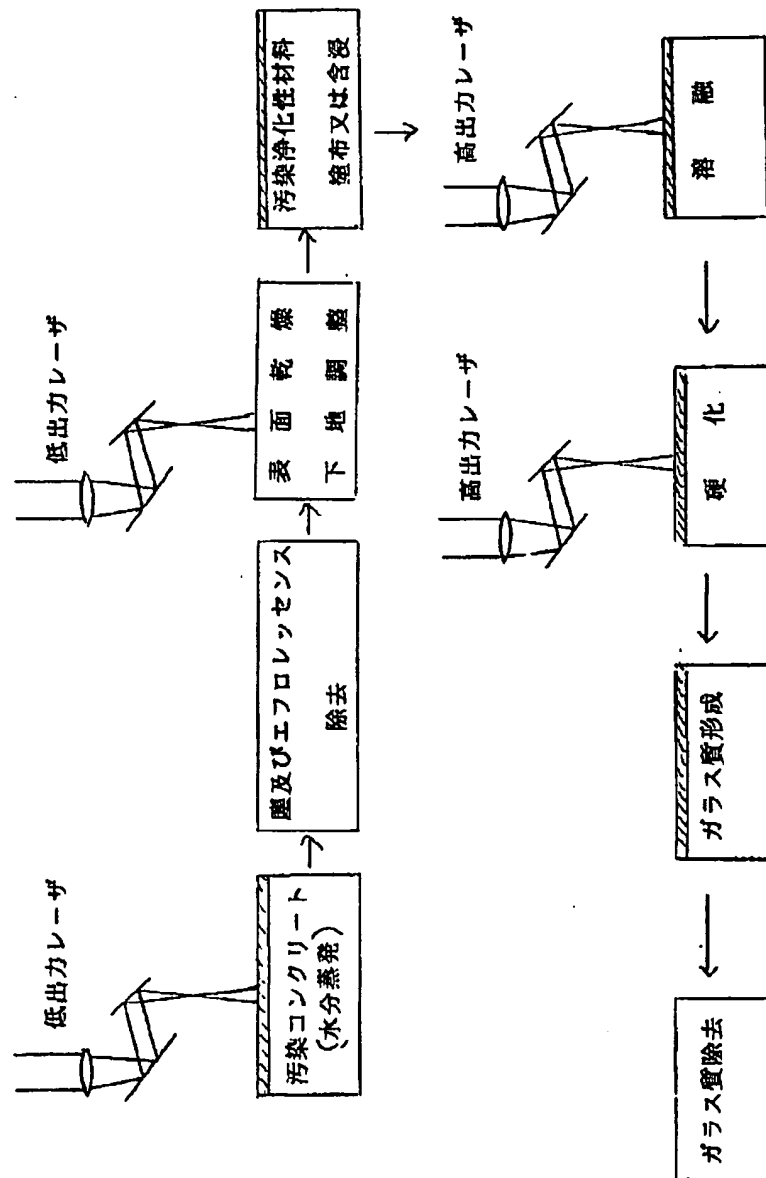 低出力レーザ
汚染コンクリート
(水分蒸発)
塵及びエフロレッセンス
除去
低出力レーザ
表面乾燥
下地調整
汚染浄化性材料
塗布又は含浸
高出力レーザ
溶融
高出力レーザ
硬化
ガラス質形成
ガラス質除去